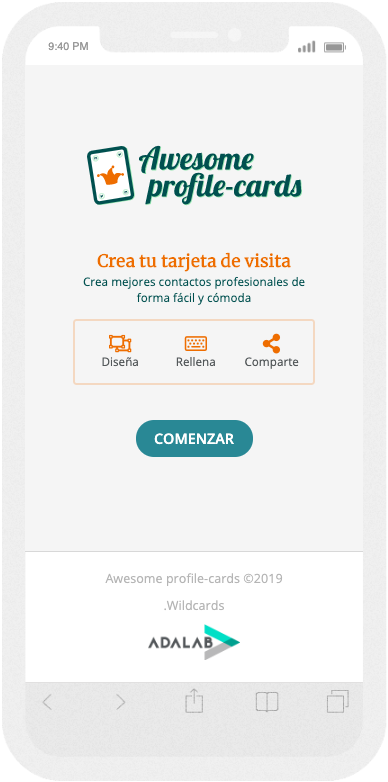 9:40 PM
Awesome
profile-cards
Crea tu tarjeta de visita
Crea mejores contactos profesionales de
forma fácil y cómoda
Diseña Rellena Comparte
COMENZAR
Awesome profile-cards ©2019
.Wildcards
ADALAB